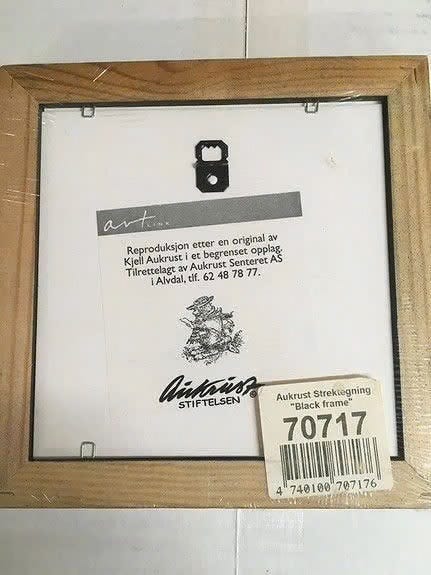 art
LINK
Reproduksjon etter en original av
Kjell Aukrust i et begrenset opplag.
Tilrettelagt av Aukrust Senteret AS
i Alvdal, tlf. 62 48 78 77.
Aukrust ©
STIFTELSEN
Aukrust Strektegning
"Black frame"
70717
4 740100 707176